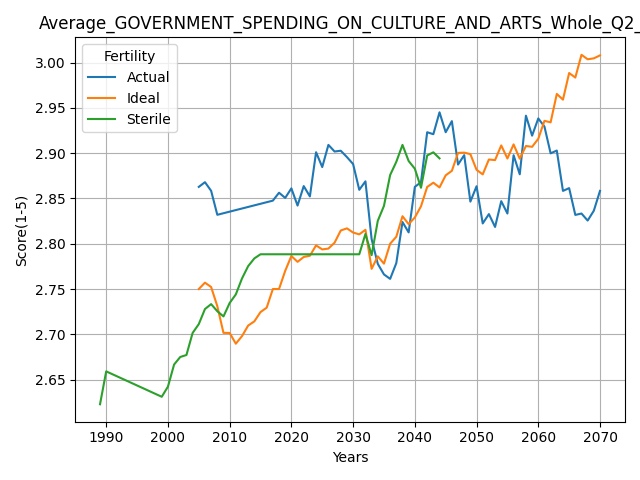 Average_GOVERNMENT_SPENDING_ON_CULTURE_AND_ARTS_Whole_Q2_
Fertility
Actual
Ideal
Sterile
Score(1-5)
3.00
2.95
2.90
2.85
2.80
2.75
2.70
2.65
1990 2000 2010 2020 2030 2040 2050 2060 2070
Years